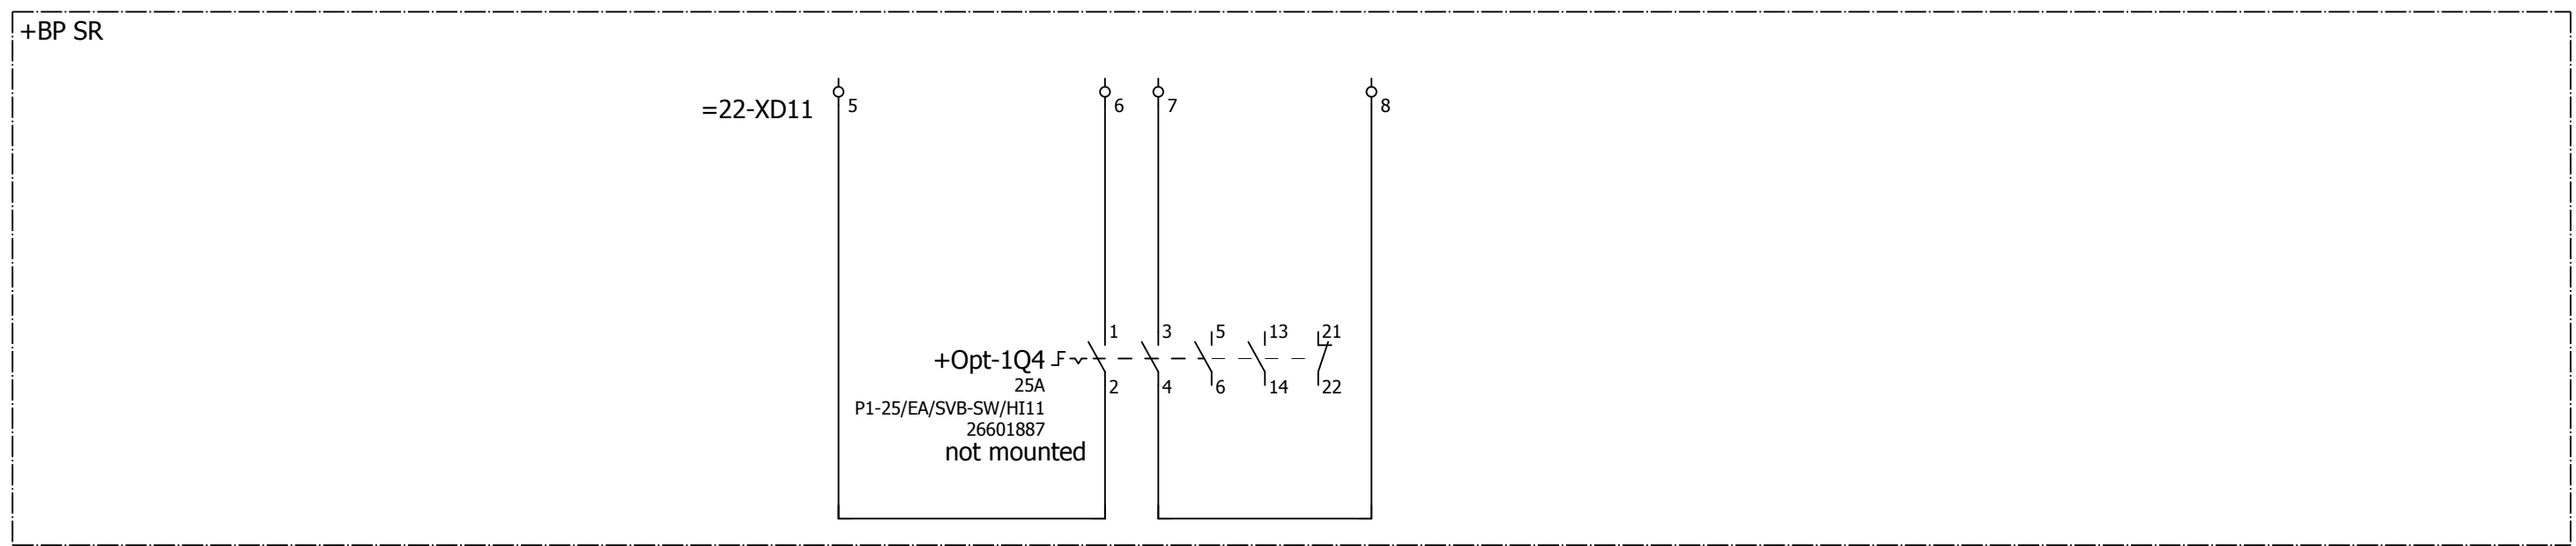 +BP SR
=22-XD11 5 6 7 8
1 3 5 13 21
+Opt-1Q4
25A
2 4 6 14 22
P1-25/EA/SVB-SW/HI11
26601887
not mounted